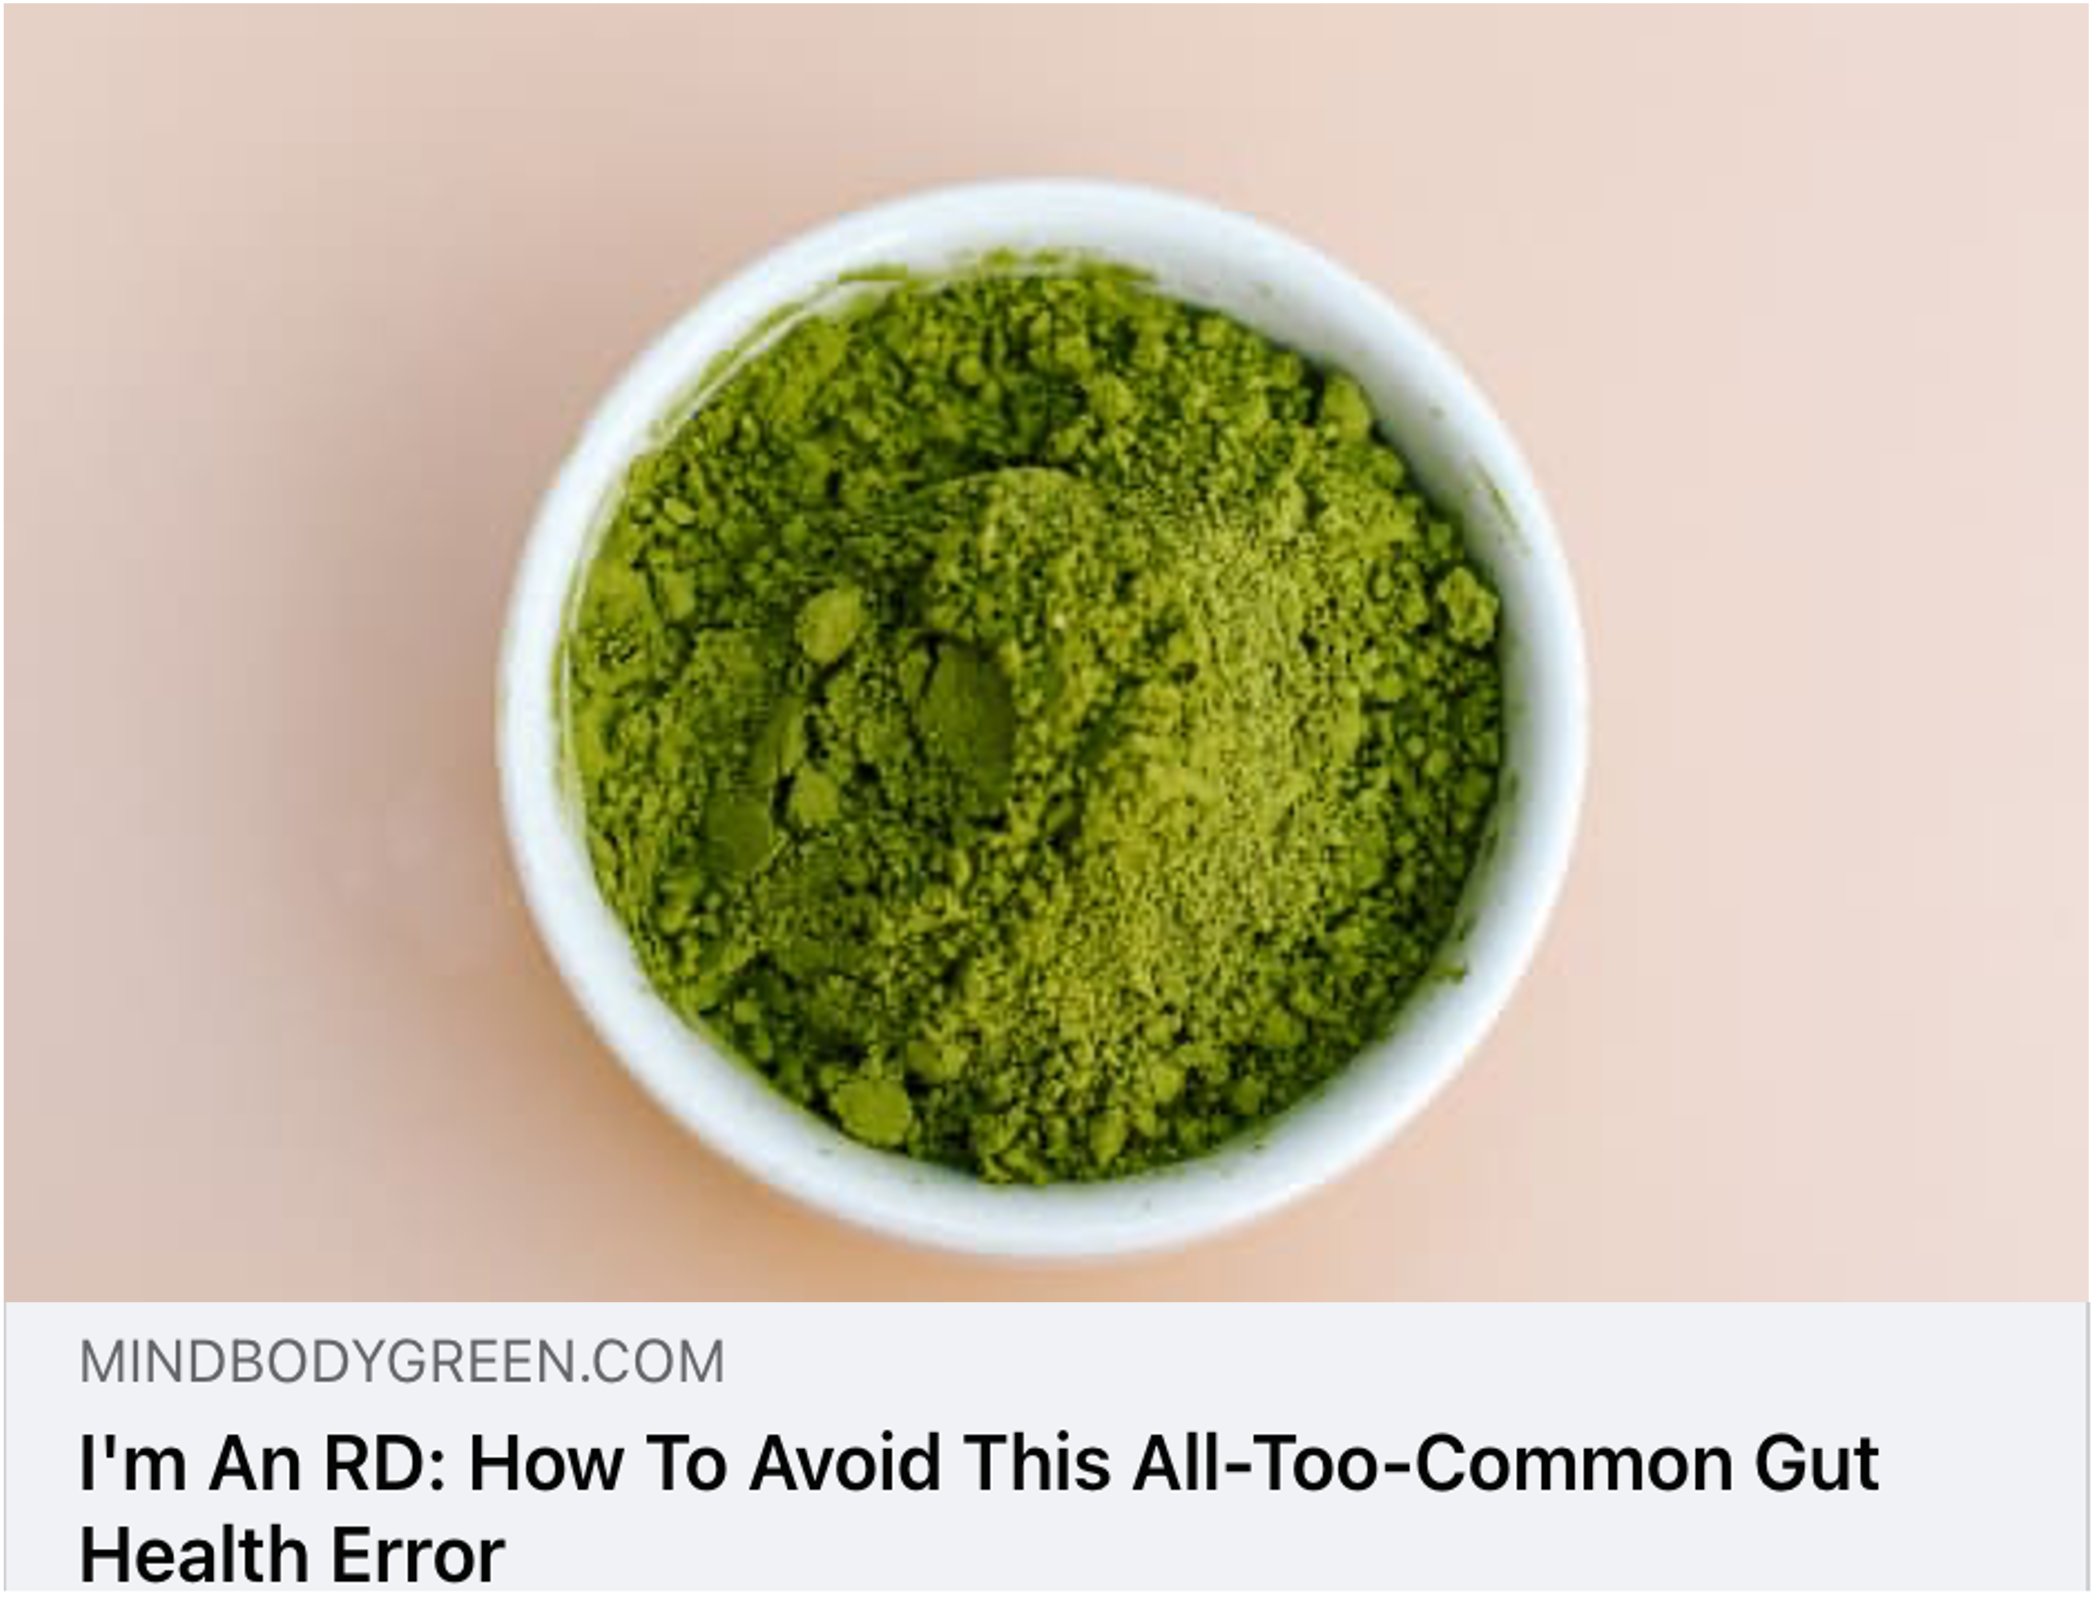 MINDBODYGREEN.COM
I'm An RD: How To Avoid This All-Too-Common Gut
Health Error